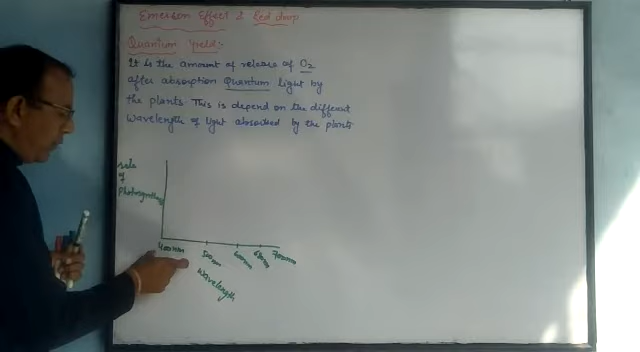 Emerson Effect & Red drop
Quantum Yield:-
It is the amount of release of O2
after absorption Quantum light by
the plants. This is depend on the different
wavelength of light absorbed by the plants
rate
of
Photosynthesis
400nm
500nm
600nm
680nm
700nm
wavelength